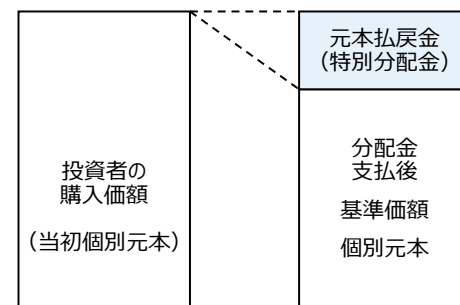 投資者の
購入価額
（当初個別元本）
元本払戻金
（特別分配金）
分配金
支払後
基準価額
個別元本